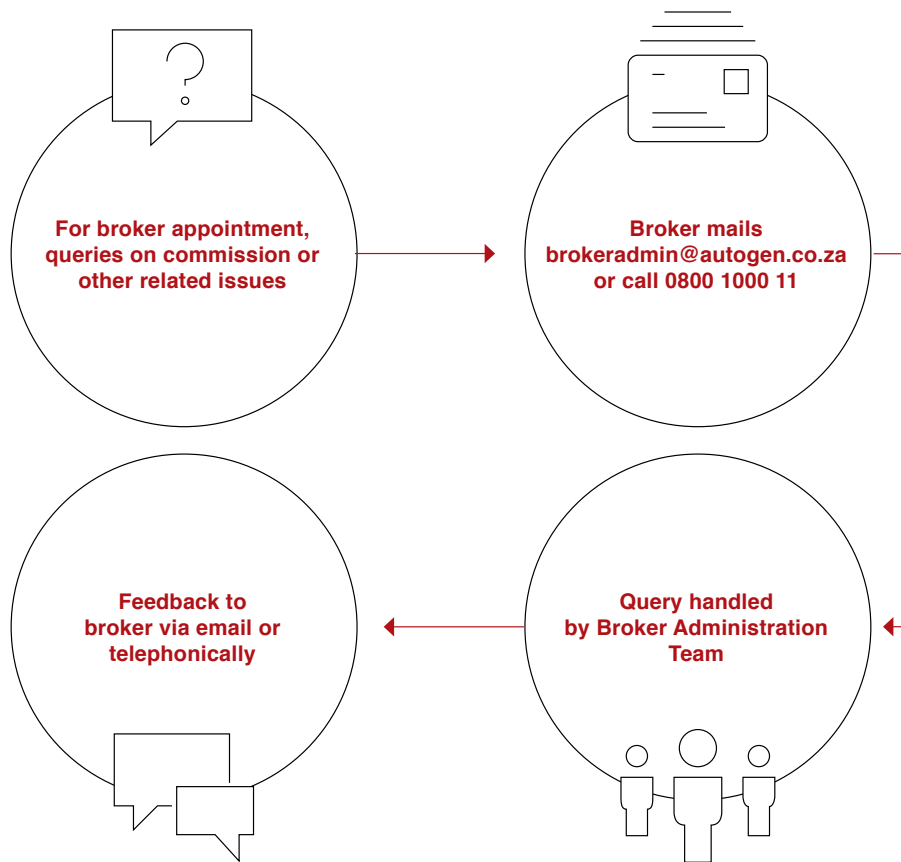 For broker appointment,
queries on commission or
other related issues
Broker mails
brokeradmin@autogen.co.za
or call 0800 1000 11
Query handled
by Broker Administration
Team
Feedback to
broker via email or
telephonically